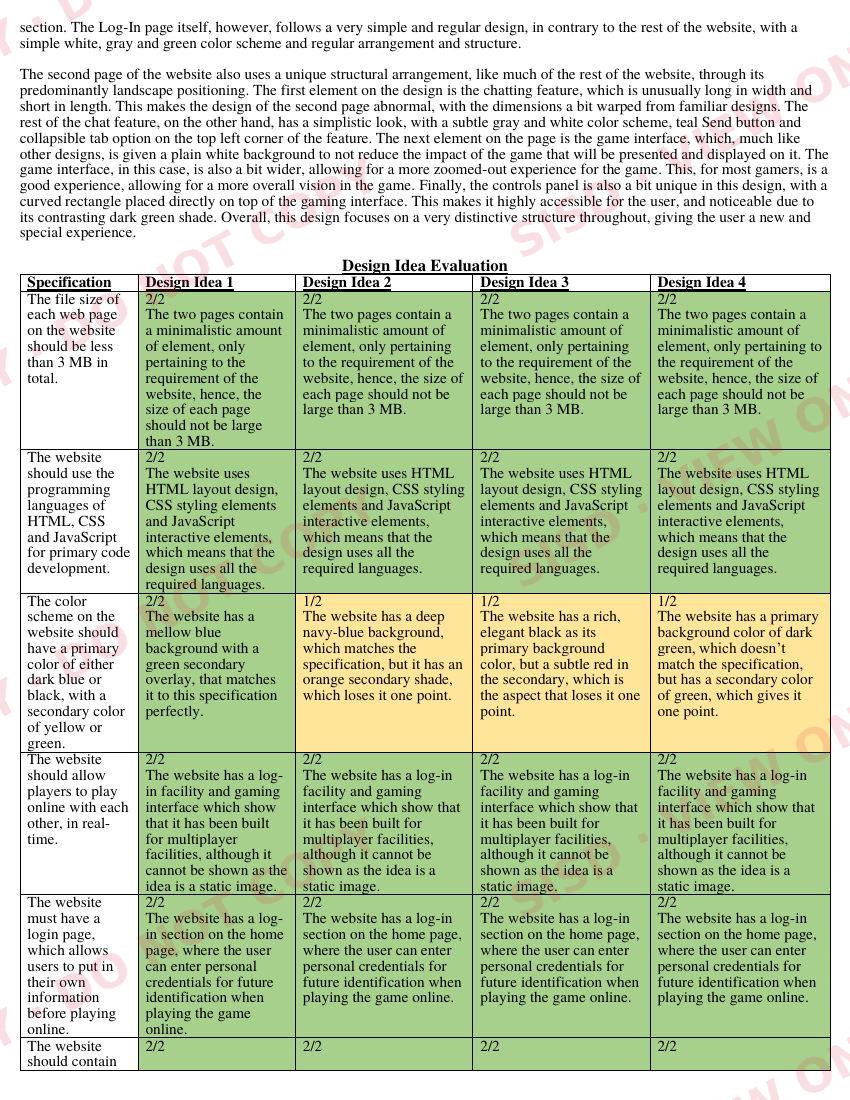 section. The Log-In page itself, however, follows a very simple and regular design, in contrary to the rest of the website, with a
simple white, gray and green color scheme and regular arrangement and structure.
The second page of the website also uses a unique structural arrangement, like much of the rest of the website, through its
predominantly landscape positioning. The first element on the design is the chatting feature, which is unusually long in width and
short in length. This makes the design of the second page abnormal, with the dimensions a bit warped from familiar designs. The
rest of the chat feature, on the other hand, has a simplistic look, with a subtle gray and white color scheme, teal Send button and
collapsible tab option on the top left corner of the feature. The next element on the page is the game interface, which, much like
other designs, is given a plain white background to not reduce the impact of the game that will be presented and displayed on it. The
game interface, in this case, is also a bit wider, allowing for a more zoomed-out experience for the game. This, for most gamers, is a
good experience, allowing for a more overall vision in the game. Finally, the controls panel is also a bit unique in this design, with a
curved rectangle placed directly on top of the gaming interface. This makes it highly accessible for the user, and noticeable due to
its contrasting dark green shade. Overall, this design focuses on a very distinctive structure throughout, giving the user a new and
special experience.
Design Idea Evaluation
Specification
Design Idea 1
Design Idea 2
Design Idea 3
Design Idea 4
The file size of
each web page
on the website
should be less
than 3 MB in
total.
2/2
The two pages contain
a minimalistic amount
of element, only
pertaining to the
requirement of the
website, hence, the
size of each page
should not be large
than 3 MB.
2/2
The two pages contain a
minimalistic amount of
element, only pertaining
to the requirement of the
website, hence, the size of
each page should not be
large than 3 MB.
2/2
The two pages contain a
minimalistic amount of
element, only pertaining
to the requirement of the
website, hence, the size of
each page should not be
large than 3 MB.
2/2
The two pages contain a
minimalistic amount of
element, only pertaining to
the requirement of the
website, hence, the size of
each page should not be
large than 3 MB.
The website
should use the
programming
languages of
HTML, CSS
and JavaScript
for primary code
development.
2/2
The website uses
HTML layout design,
CSS styling elements
and JavaScript
interactive elements,
which means that the
design uses all the
required languages.
2/2
The website uses HTML
layout design, CSS styling
elements and JavaScript
interactive elements,
which means that the
design uses all the
required languages.
2/2
The website uses HTML
layout design, CSS styling
elements and JavaScript
interactive elements,
which means that the
design uses all the
required languages.
2/2
The website uses HTML
layout design, CSS styling
elements and JavaScript
interactive elements,
which means that the
design uses all the
required languages.
The color
scheme on the
website should
have a primary
color of either
dark blue or
black, with a
secondary color
of yellow or
green.
2/2
The website has a
mellow blue
background with a
green secondary
overlay, that matches
it to this specification
perfectly.
1/2
The website has a deep
navy-blue background,
which matches the
specification, but it has an
orange secondary shade,
which loses it one point.
1/2
The website has a rich,
elegant black as its
primary background
color, but a subtle red in
the secondary, which is
the aspect that loses it one
point.
1/2
The website has a primary
background color of dark
green, which doesn’t
match the specification,
but has a secondary color
of green, which gives it
one point.
The website
should allow
players to play
online with each
other, in real-
time.
2/2
The website has a log-
in facility and gaming
interface which show
that it has been built
for multiplayer
facilities, although it
cannot be shown as the
idea is a static image.
2/2
The website has a log-in
facility and gaming
interface which show that
it has been built for
multiplayer facilities,
although it cannot be
shown as the idea is a
static image.
2/2
The website has a log-in
facility and gaming
interface which show that
it has been built for
multiplayer facilities,
although it cannot be
shown as the idea is a
static image.
2/2
The website has a log-in
facility and gaming
interface which show that
it has been built for
multiplayer facilities,
although it cannot be
shown as the idea is a
static image.
The website
must have a
login page,
which allows
users to put in
their own
information
before playing
online.
2/2
The website has a log-
in section on the home
page, where the user
can enter personal
credentials for future
identification when
playing the game
online.
2/2
The website has a log-in
section on the home page,
where the user can enter
personal credentials for
future identification when
playing the game online.
2/2
The website has a log-in
section on the home page,
where the user can enter
personal credentials for
future identification when
playing the game online.
2/2
The website has a log-in
section on the home page,
where the user can enter
personal credentials for
future identification when
playing the game online.
The website
should contain
2/2
2/2
2/2
2/2